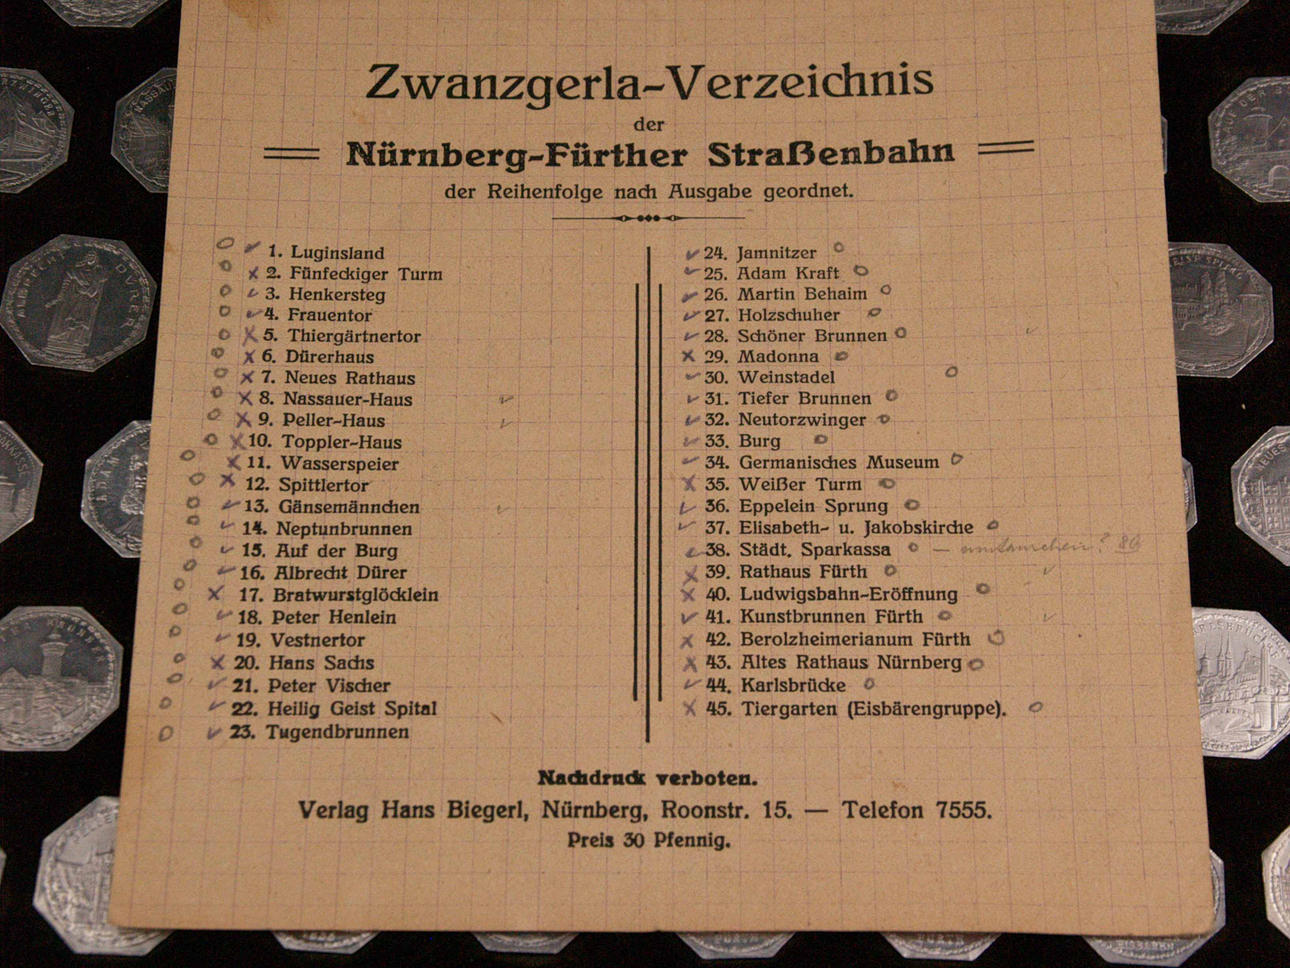 Zwanzgerla-Verzeichnis
der
Nürnberg-Fürther Straßenbahn
der Reihenfolge nach Ausgabe geordnet.
1. Luginsland
2. Fünfeckiger Turm
3. Henkersteg
4. Frauentor
5. Thiergärtnertor
6. Dürerhaus
7. Neues Rathaus
8. Nassauer-Haus
9. Peller-Haus
10. Toppler-Haus
11. Wasserspeier
12. Spittlertor
13. Gänsemännchen
14. Neptunbrunnen
15. Auf der Burg
16. Albrecht Dürer
17. Bratwurstglöcklein
18. Peter Henlein
19. Vestnertor
20. Hans Sachs
21. Peter Vischer
22. Heilig Geist Spital
23. Tugendbrunnen
24. Jamnitzer
25. Adam Kraft
26. Martin Behaim
27. Holzschuher
28. Schöner Brunnen
29. Madonna
30. Weinstadel
31. Tiefer Brunnen
32. Neutorzwinger
33. Burg
34. Germanisches Museum
35. Weißer Turm
36. Eppelein Sprung
37. Elisabeth- u. Jakobskirche
38. Städt. Sparkassa
39. Rathaus Fürth
40. Ludwigsbahn-Eröffnung
41. Kunstbrunnen Fürth
42. Berolzheimerianum Fürth
43. Altes Rathaus Nürnberg
44. Karlsbrücke
45. Tiergarten (Eisbärengruppe).
Nachdruck verboten.
Verlag Hans Biegerl, Nürnberg, Roonstr. 15. — Telefon 7555.
Preis 30 Pfennig.
ALBRECHT DÜRER
ADAM